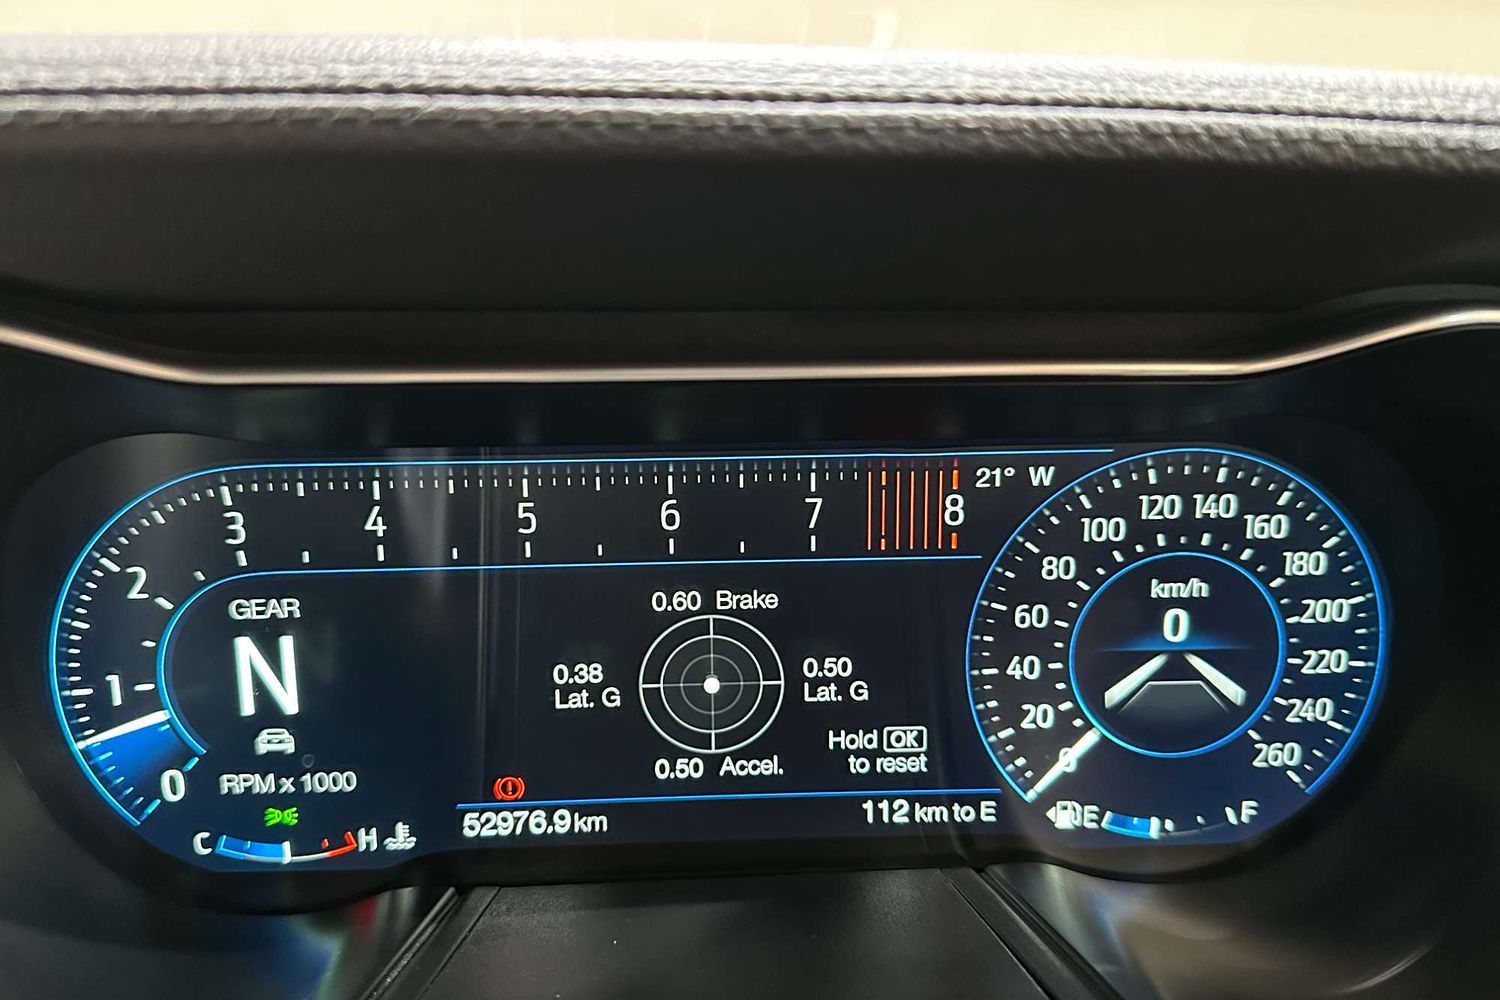 3 4 5 6 7 8
21° W
2
1
0
GEAR
N
RPM x 1000
C H
0.60 Brake
0.38
Lat. G
0.50
Lat. G
0.50 Accel.
Hold OK
to reset
52976.9 km
112 km to E
0 20 40 60 80 100 120 140 160 180 200 220 240 260
km/h
0
E F